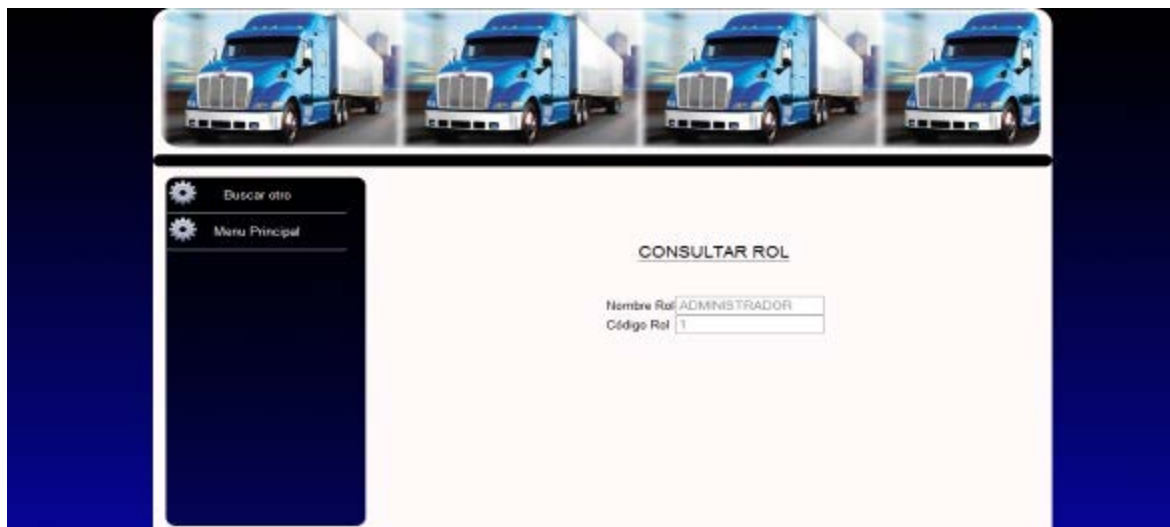 Buscar otro
Menu Principal
CONSULTAR ROL
Nombre Rol ADMINISTRADOR
Código Rol 1